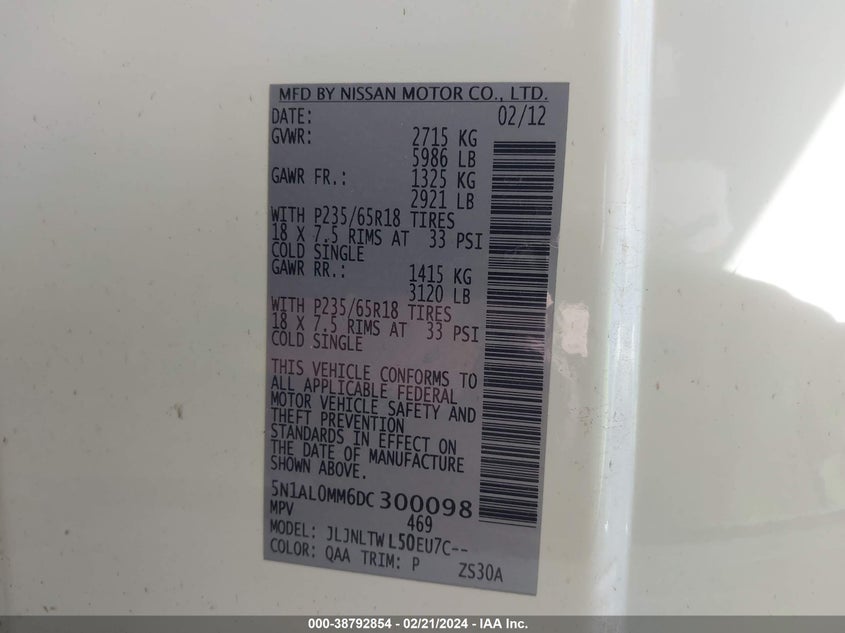 MFD BY NISSAN MOTOR CO., LTD.
DATE: 02/12
GVWR: 2715 KG
5986 LB
GAWR FR.: 1325 KG
2921 LB
WITH P235/65R18 TIRES
18 X 7.5 RIMS AT 33 PSI
COLD SINGLE
GAWR RR.: 1415 KG
3120 LB
WITH P235/65R18 TIRES
18 X 7.5 RIMS AT 33 PSI
COLD SINGLE
THIS VEHICLE CONFORMS TO
ALL APPLICABLE FEDERAL
MOTOR VEHICLE SAFETY AND
THEFT PREVENTION
STANDARDS IN EFFECT ON
THE DATE OF MANUFACTURE
SHOWN ABOVE.
5N1AL0MM6DC300098
MPV 469
MODEL: JLJNLTWL50EU7C--
COLOR: QAA TRIM: P ZS30A
000-38792854 - 02/21/2024 - IAA Inc.